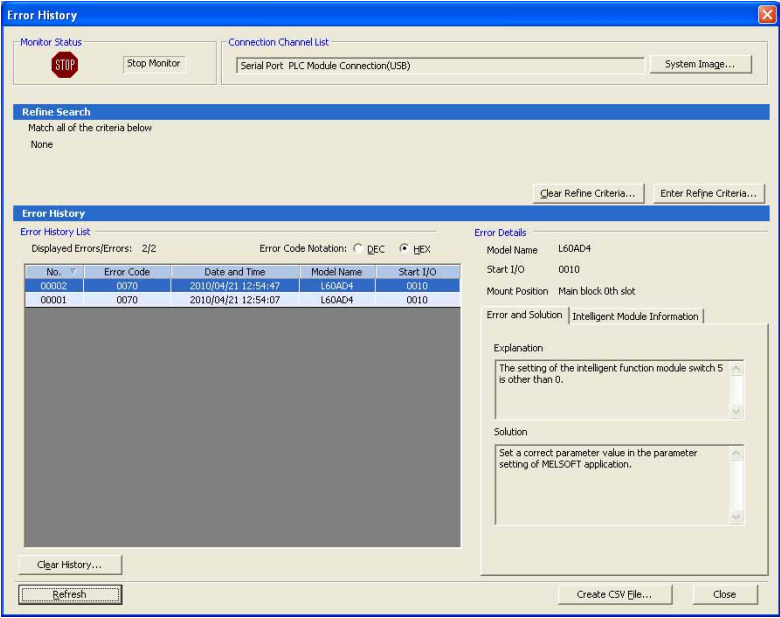 Error History
Monitor Status
STOP
Stop Monitor
Connection Channel List
Serial Port PLC Module Connection(USB)
System Image...
Refine Search
Match all of the criteria below
None
Clear Refine Criteria...
Enter Refine Criteria...
Error History
Error History List
Displayed Errors/Errors: 2/2
Error Code Notation: DEC HEX
No. Error Code Date and Time Model Name Start I/O
00002 0070 2010/04/21 12:54:47 L60AD4 0010
00001 0070 2010/04/21 12:54:07 L60AD4 0010
Clear History...
Error Details
Model Name L60AD4
Start I/O 0010
Mount Position Main block 0th slot
Error and Solution
Intelligent Module Information
Explanation
The setting of the intelligent function module switch 5
is other than 0.
Solution
Set a correct parameter value in the parameter
setting of MELSOFT application.
Refresh
Create CSV File...
Close